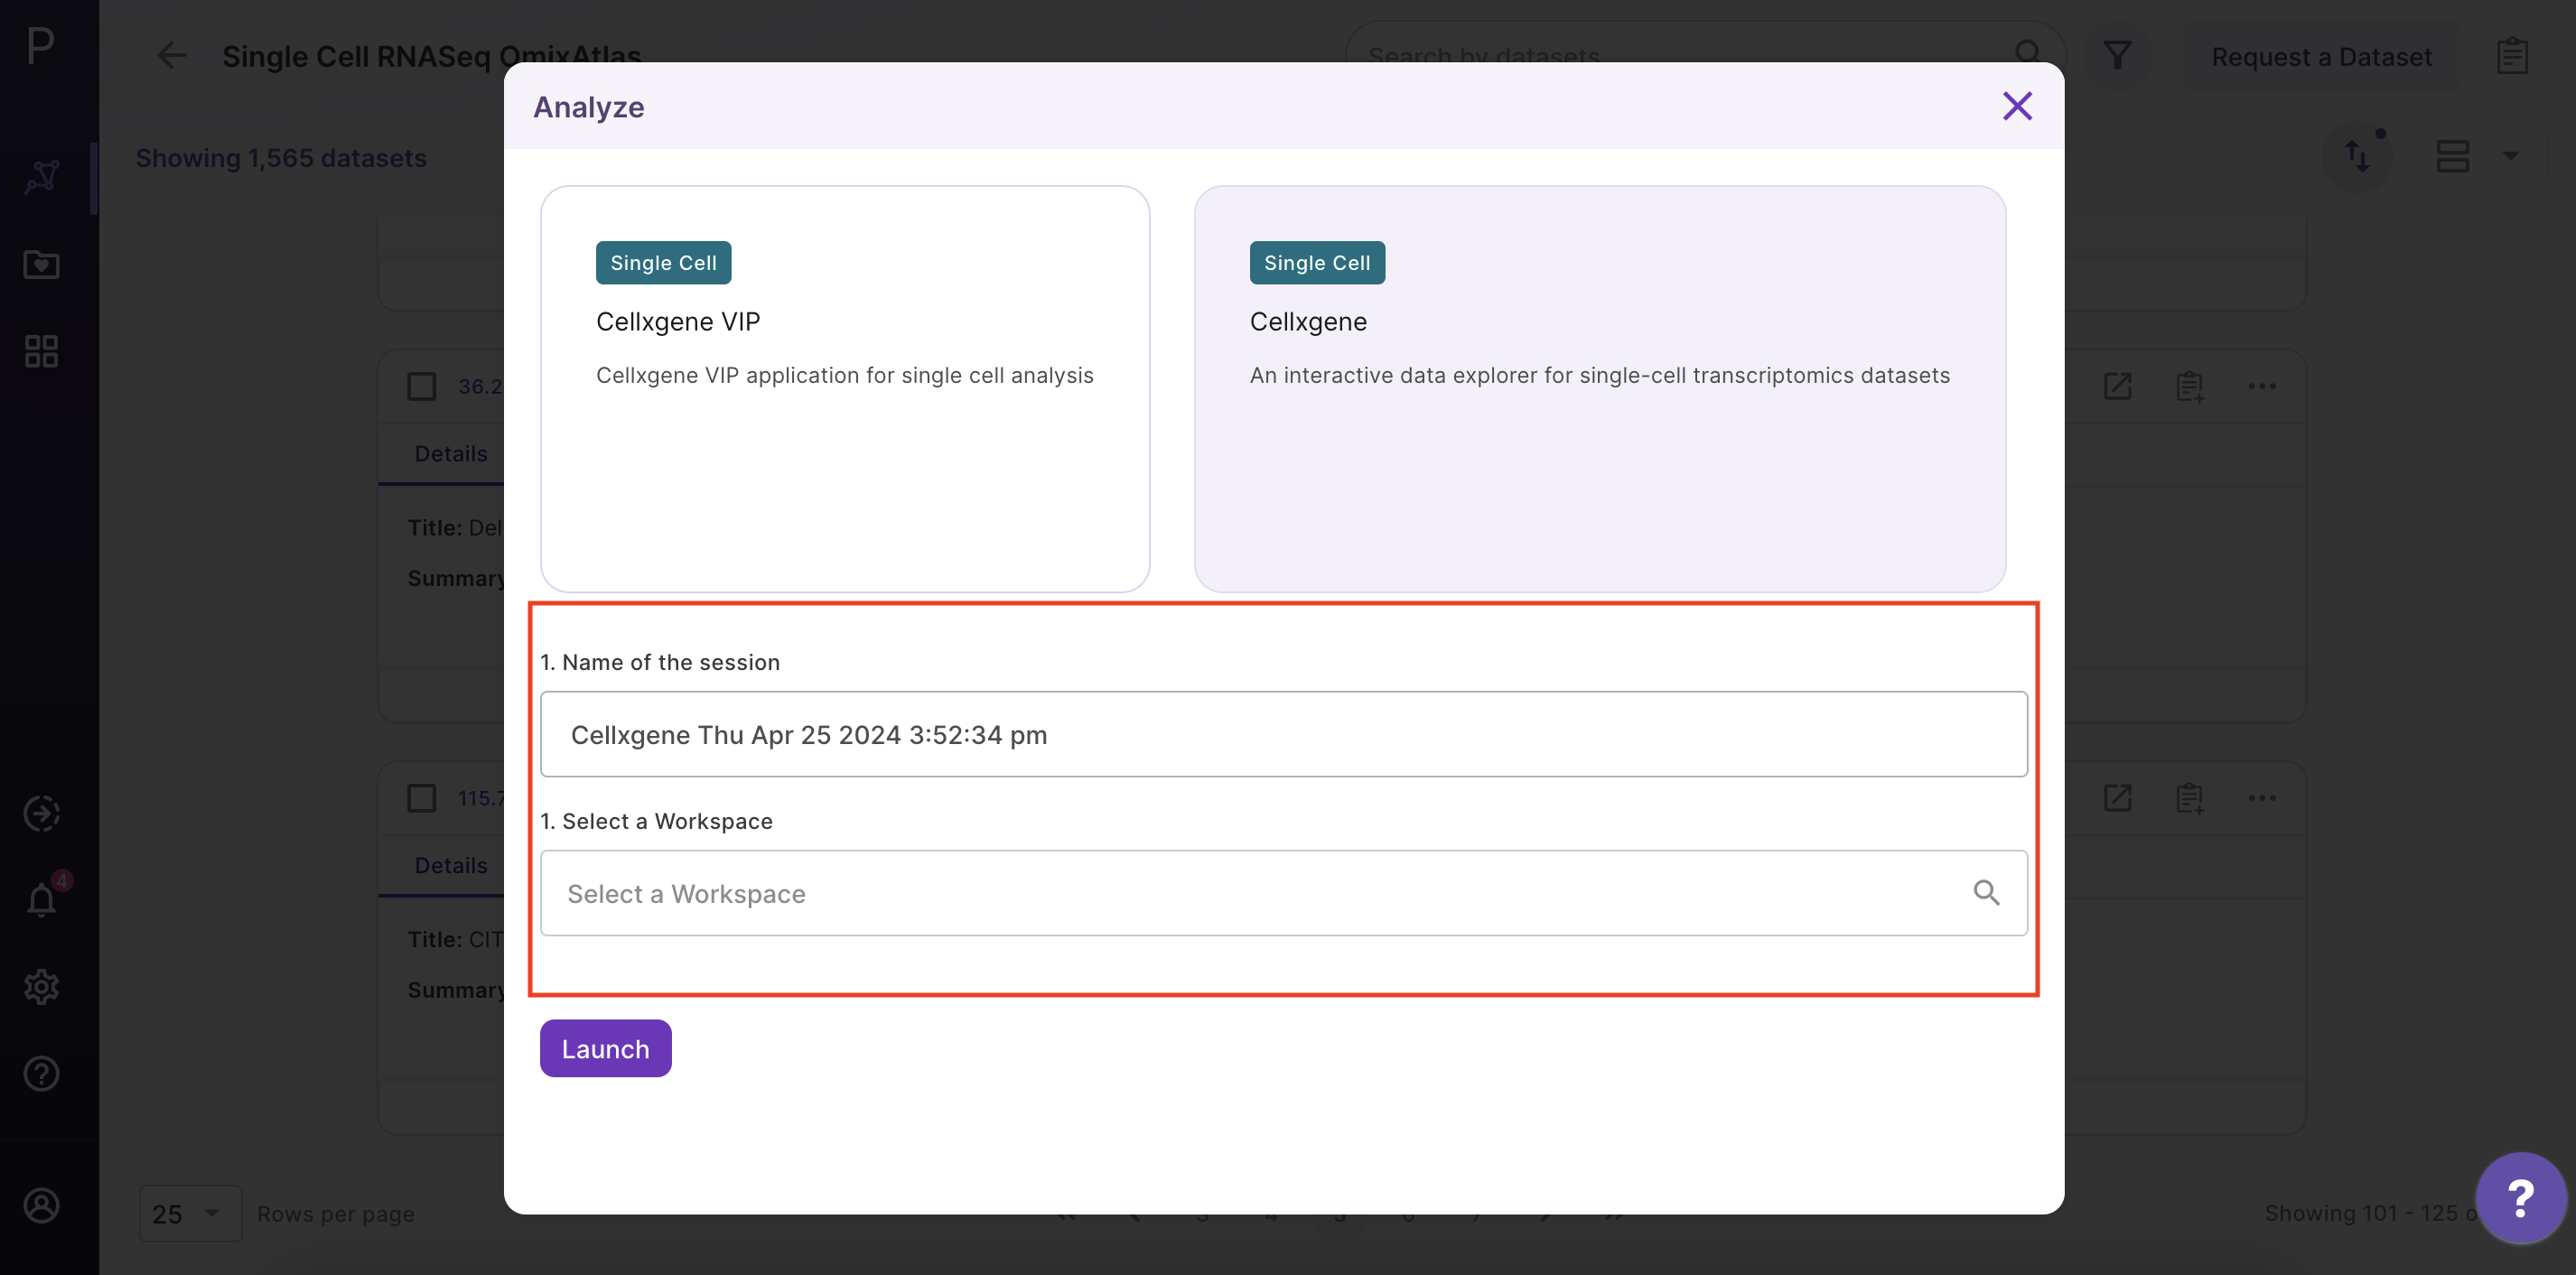 P
Single Cell RNASeq OmixAtlas
Search by datasets
Request a Dataset
Showing 1,565 datasets
Analyze
Single Cell
Cellxgene VIP
Cellxgene VIP application for single cell analysis
Single Cell
Cellxgene
An interactive data explorer for single-cell transcriptomics datasets
36.2
Details
Title: Del
Summary
1. Name of the session
Cellxgene Thu Apr 25 2024 3:52:34 pm
1. Select a Workspace
Select a Workspace
Launch
115.7
Details
Title: CIT
Summary
4
25
Rows per page
Showing 101 - 125 o
?